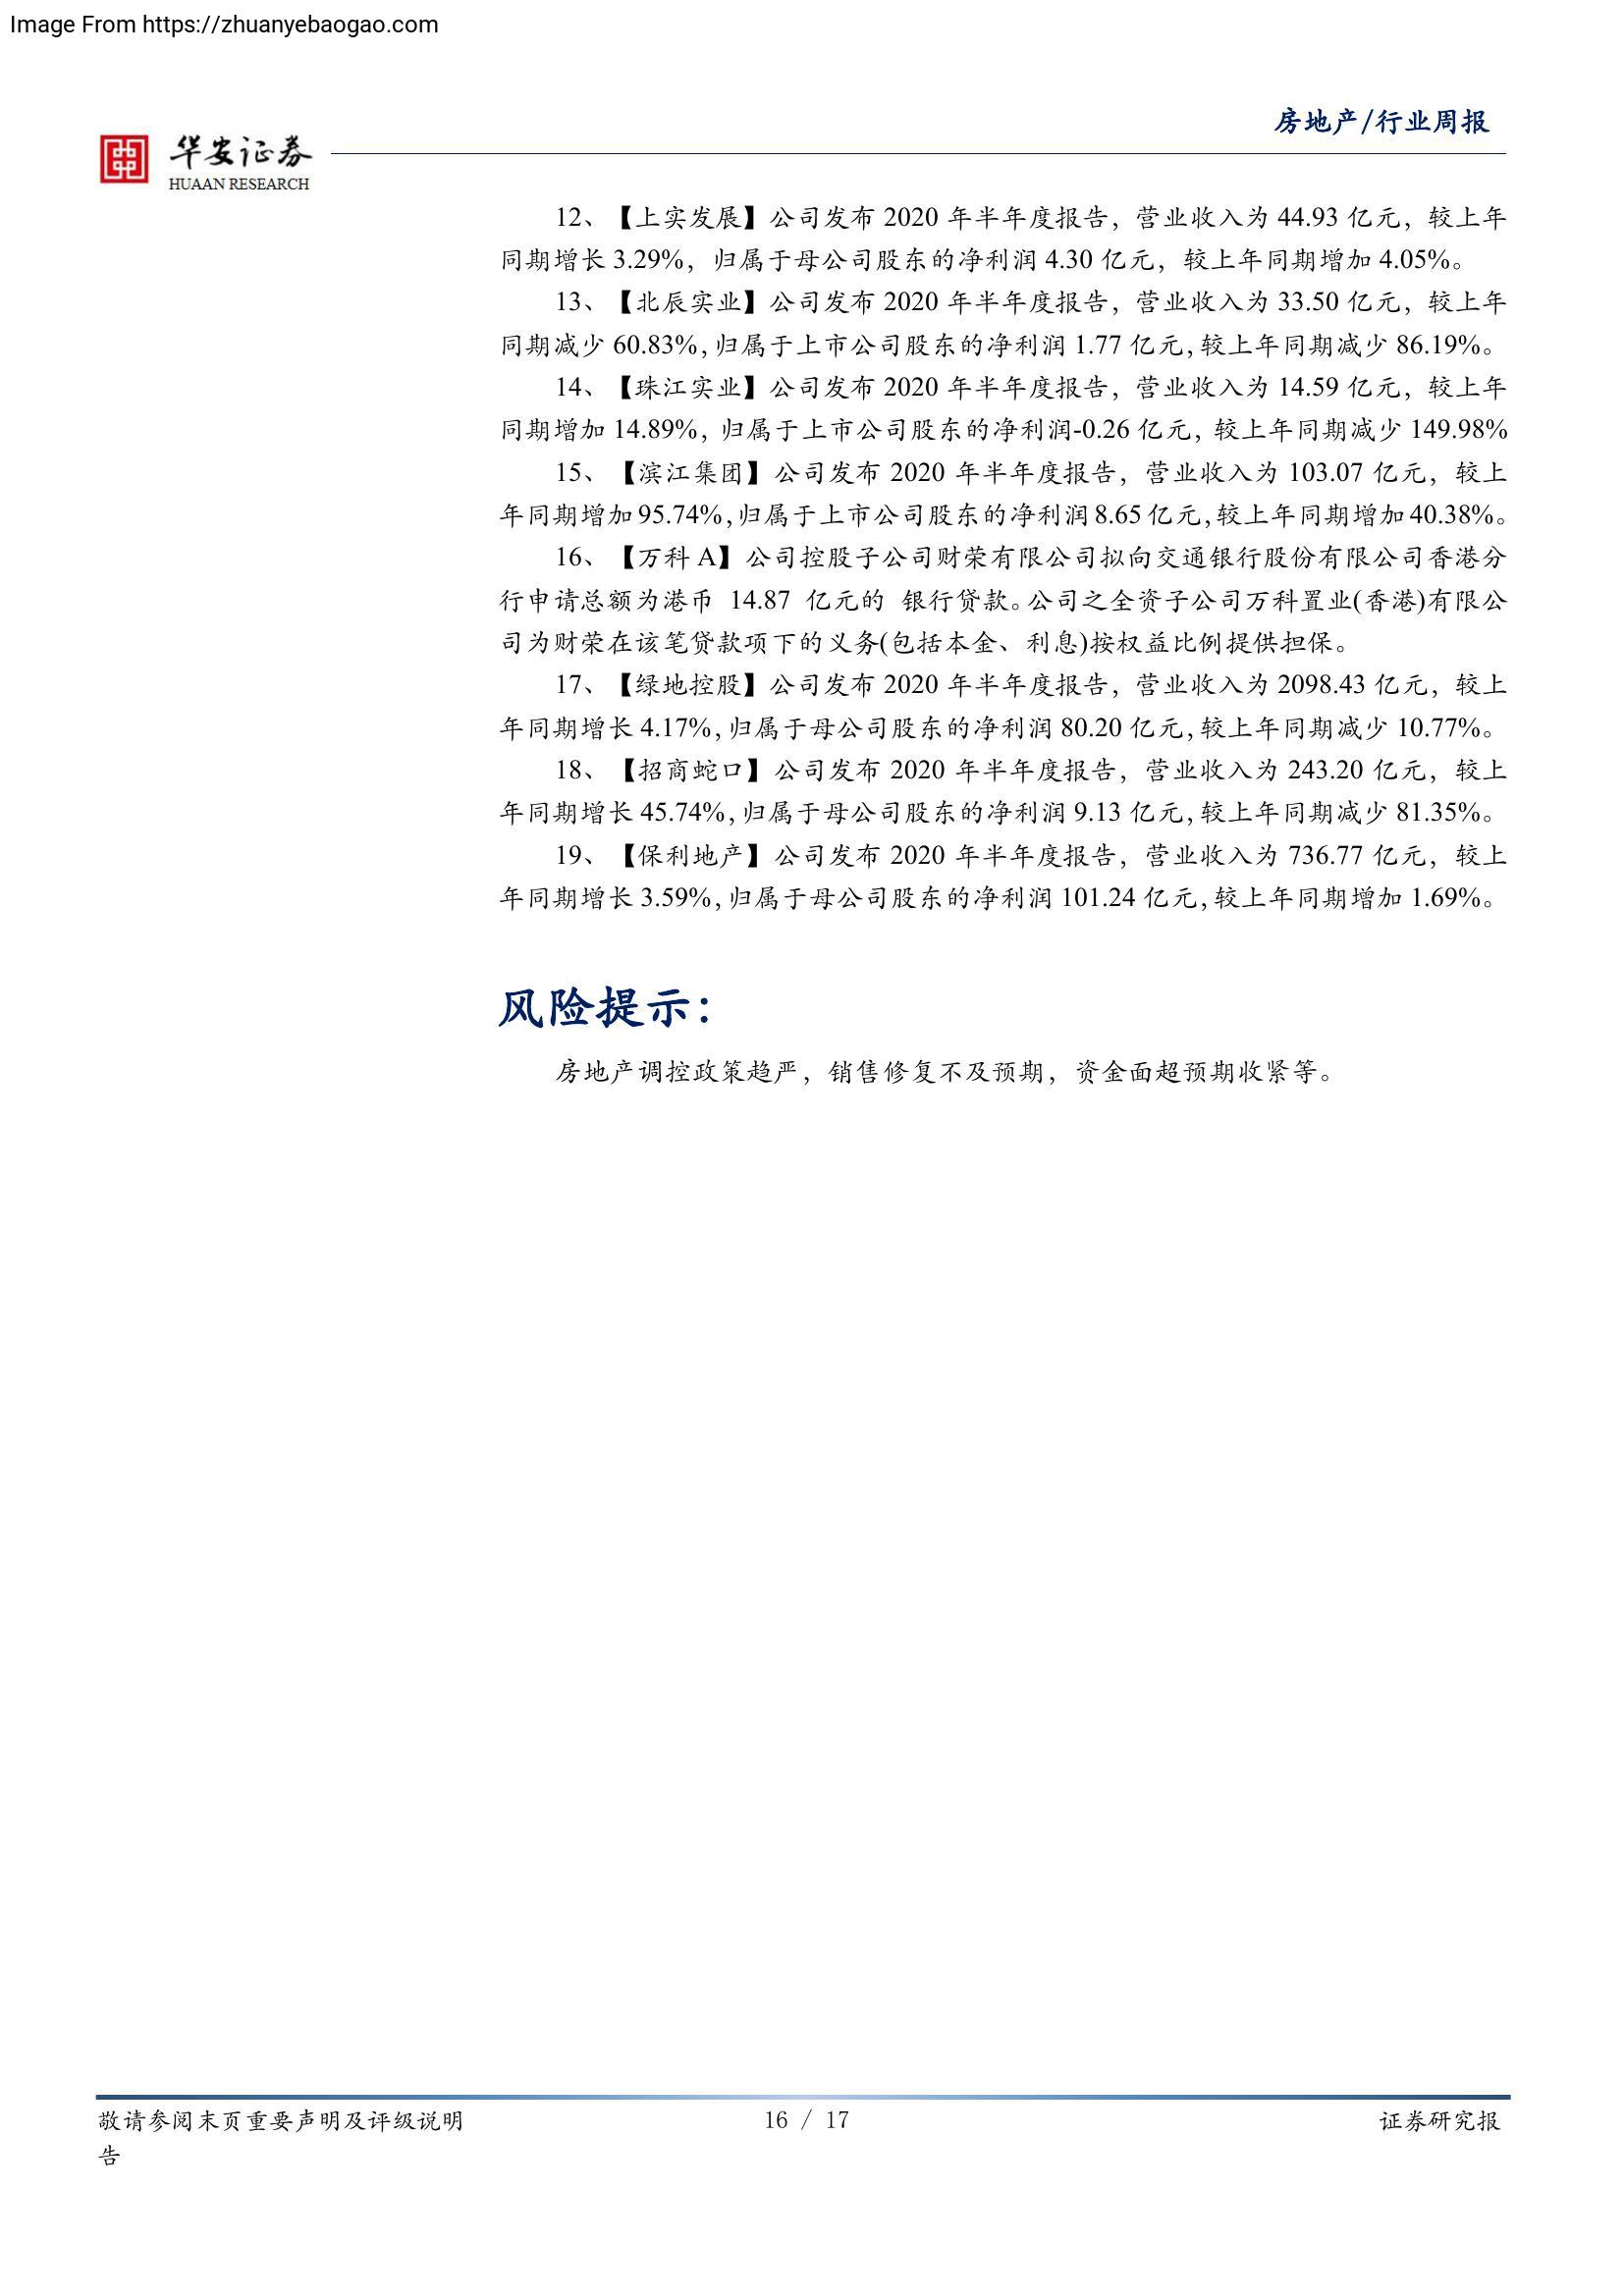 Image From https://zhuanyebaogao.com
房地产/行业周报
华安证券
HUAAN RESEARCH
12、【上实发展】公司发布 2020 年半年度报告，营业收入为 44.93 亿元，较上年
同期增长 3.29%，归属于母公司股东的净利润 4.30 亿元，较上年同期增加 4.05%。
13、【北辰实业】公司发布 2020 年半年度报告，营业收入为 33.50 亿元，较上年
同期减少 60.83%，归属于上市公司股东的净利润 1.77 亿元，较上年同期减少 86.19%。
14、【珠江实业】公司发布 2020 年半年度报告，营业收入为 14.59 亿元，较上年
同期增加 14.89%，归属于上市公司股东的净利润-0.26 亿元，较上年同期减少 149.98%
15、【滨江集团】公司发布 2020 年半年度报告，营业收入为 103.07 亿元，较上
年同期增加 95.74%，归属于上市公司股东的净利润 8.65 亿元，较上年同期增加 40.38%。
16、【万科 A】公司控股子公司财荣有限公司拟向交通银行股份有限公司香港分
行申请总额为港币 14.87 亿元的 银行贷款。公司之全资子公司万科置业(香港)有限公
司为财荣在该笔贷款项下的义务(包括本金、利息)按权益比例提供担保。
17、【绿地控股】公司发布 2020 年半年度报告，营业收入为 2098.43 亿元，较上
年同期增长 4.17%，归属于母公司股东的净利润 80.20 亿元，较上年同期减少 10.77%。
18、【招商蛇口】公司发布 2020 年半年度报告，营业收入为 243.20 亿元，较上
年同期增长 45.74%，归属于母公司股东的净利润 9.13 亿元，较上年同期减少 81.35%。
19、【保利地产】公司发布 2020 年半年度报告，营业收入为 736.77 亿元，较上
年同期增长 3.59%，归属于母公司股东的净利润 101.24 亿元，较上年同期增加 1.69%。
风险提示：
房地产调控政策趋严，销售修复不及预期，资金面超预期收紧等。
敬请参阅末页重要声明及评级说明
16 / 17
证券研究报
告